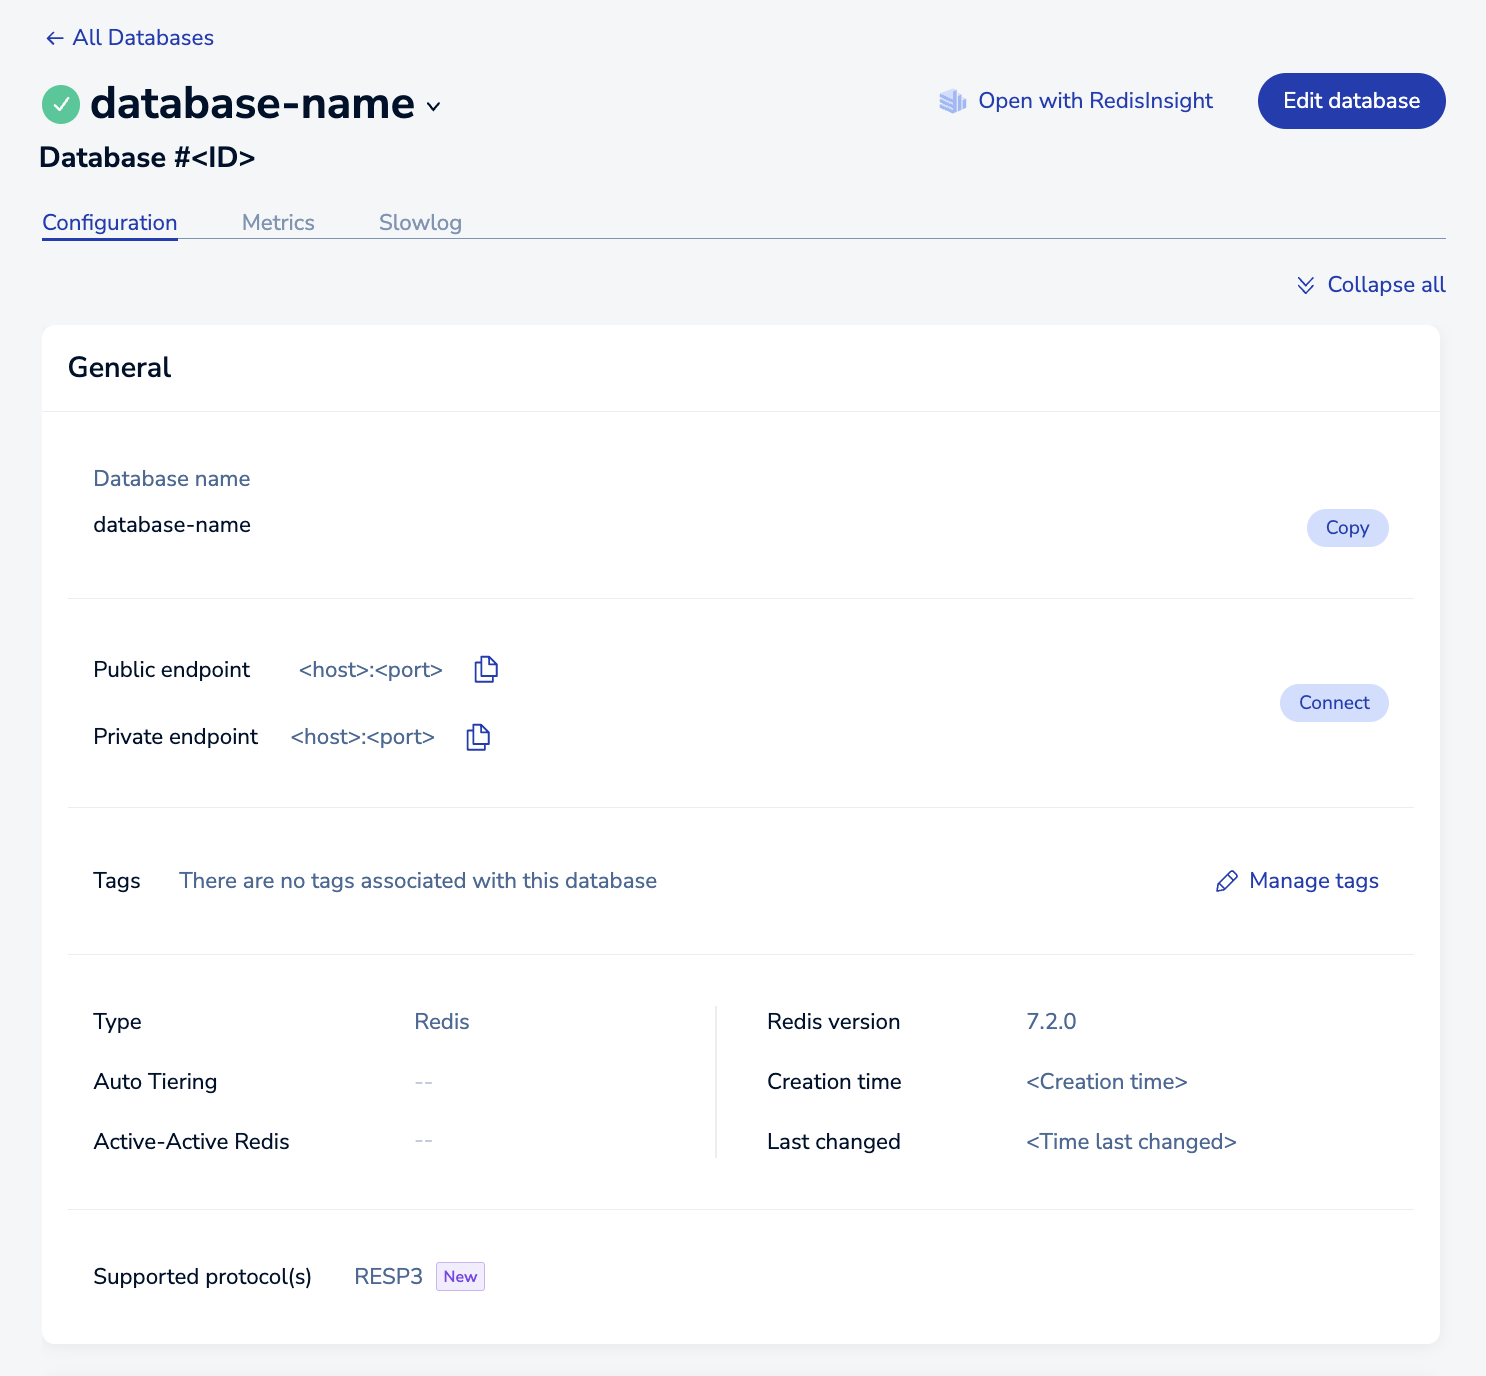 All Databases
database-name
Open with RedisInsight
Edit database
Database #<ID>
Configuration
Metrics
Slowlog
Collapse all
General
Database name
database-name
Copy
Public endpoint <host>:<port>
Connect
Private endpoint <host>:<port>
Tags There are no tags associated with this database
Manage tags
Type Redis
Redis version 7.2.0
Auto Tiering --
Creation time <Creation time>
Active-Active Redis --
Last changed <Time last changed>
Supported protocol(s) RESP3 New